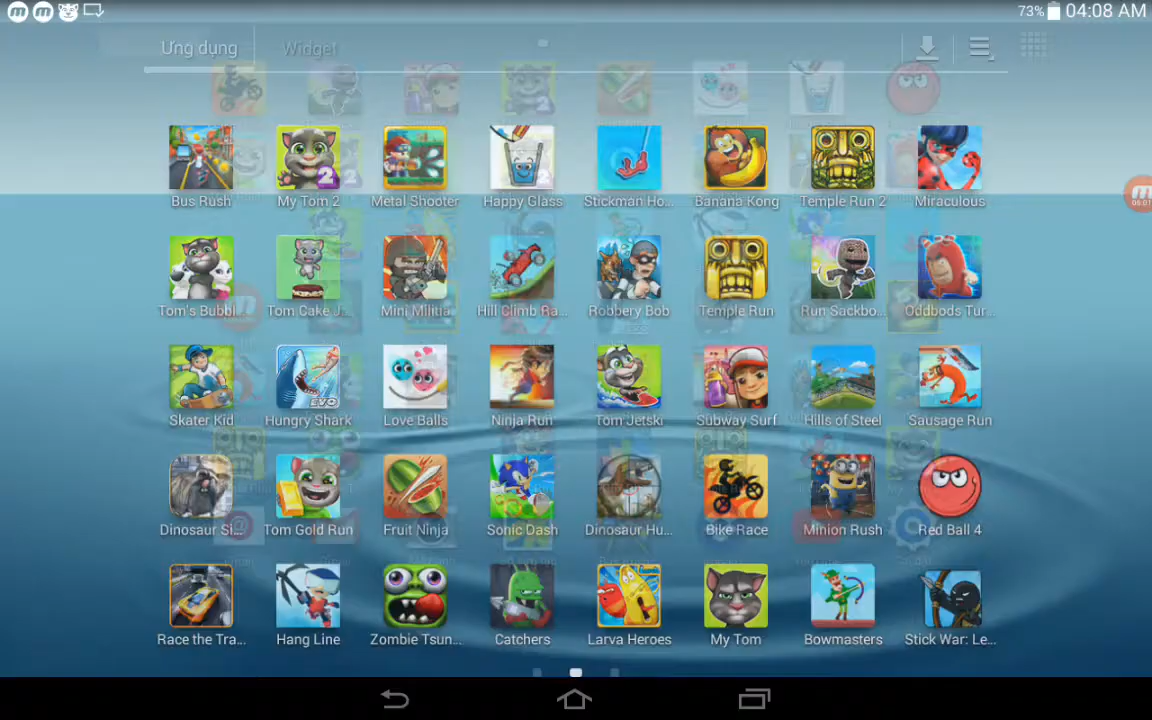 73% 04:08 AM
Ứng dụng Widget
Bus Rush My Tom 2 Metal Shooter Happy Glass Stickman Ho... Banana Kong Temple Run 2 Miraculous
Tom's Bubbl... Tom Cake J... Mini Militia Hill Climb Ra... Robbery Bob Temple Run Run Sackbo... Oddbods Tur...
Skater Kid Hungry Shark Love Balls Ninja Run Tom Jetski Subway Surf Hills of Steel Sausage Run
Dinosaur Si... Tom Gold Run Fruit Ninja Sonic Dash Dinosaur Hu... Bike Race Minion Rush Red Ball 4
Race the Tra... Hang Line Zombie Tsun... Catchers Larva Heroes My Tom Bowmasters Stick War: Le...